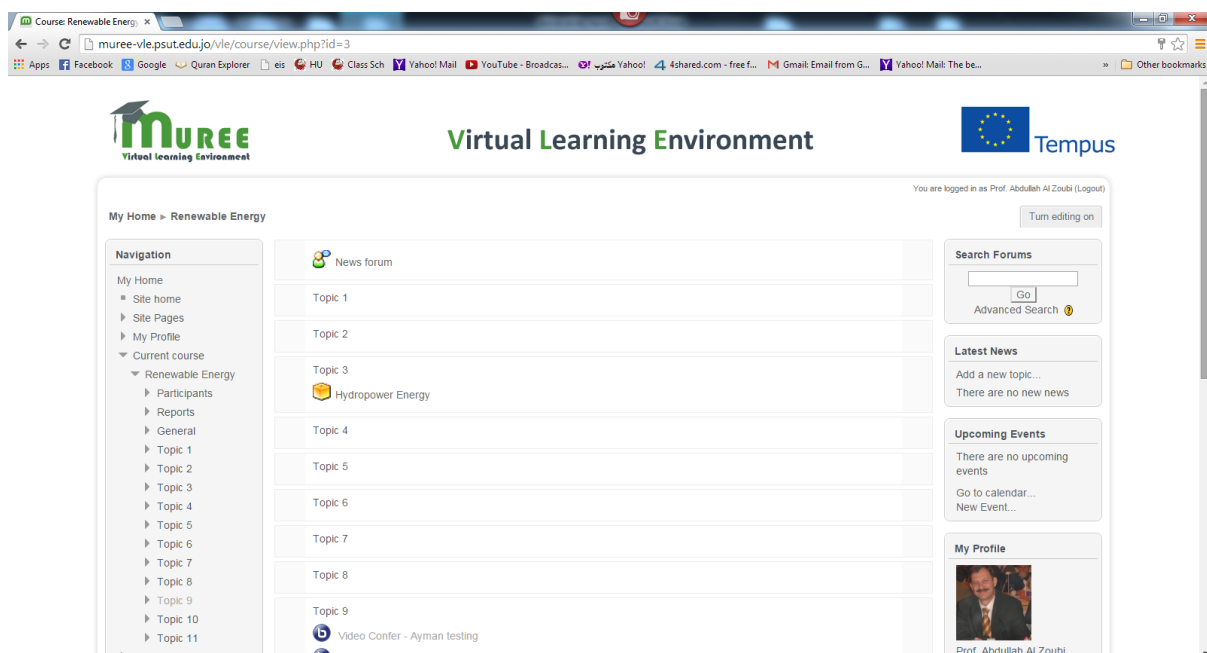 Course: Renewable Energ
muree-vle.psut.edu.jo/vle/course/view.php?id=3
Apps Facebook Google Quran Explorer eis HU Class Sch Yahoo! Mail YouTube - Broadcas... مكتوب Yahoo! 4shared.com - free f... Gmail: Email from G... Yahoo! Mail: The be... » Other bookmarks
MUREE
Virtual Learning Environment
Virtual Learning Environment
Tempus
You are logged in as Prof. Abdullah Al Zoubi (Logout)
My Home ► Renewable Energy
Turn editing on
Navigation
My Home
Site home
Site Pages
My Profile
Current course
Renewable Energy
Participants
Reports
General
Topic 1
Topic 2
Topic 3
Topic 4
Topic 5
Topic 6
Topic 7
Topic 8
Topic 9
Topic 10
Topic 11
News forum
Topic 1
Topic 2
Topic 3
Hydropower Energy
Topic 4
Topic 5
Topic 6
Topic 7
Topic 8
Topic 9
Video Confer - Ayman testing
Search Forums
Go
Advanced Search
Latest News
Add a new topic...
There are no new news
Upcoming Events
There are no upcoming
events
Go to calendar...
New Event...
My Profile
Prof. Abdullah Al Zoubi